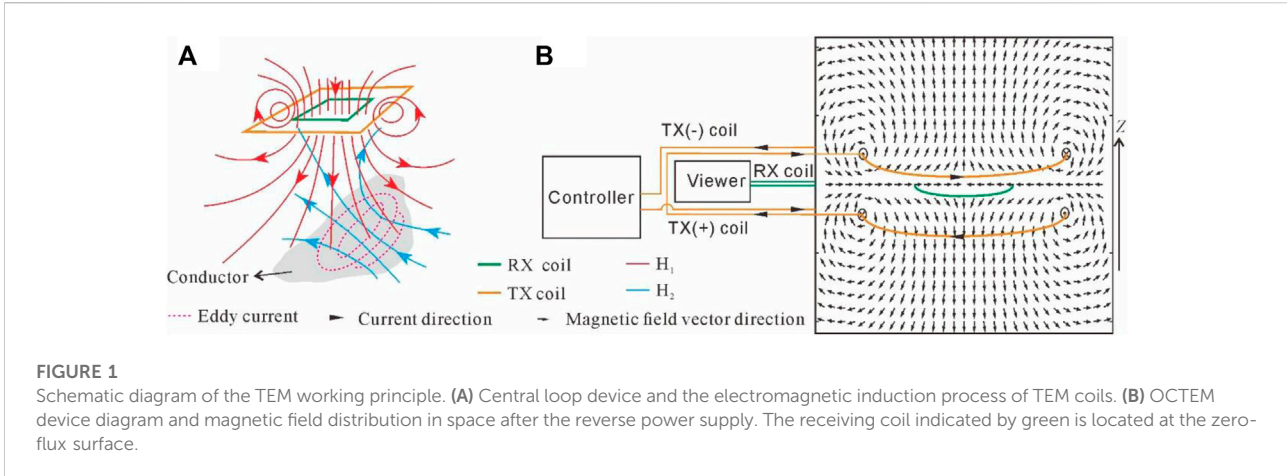 A
B
TX(-) coil
Controller
Viewer
RX coil
TX(+) coil
Z
Conductor
RX coil
H₁
TX coil
H₂
Eddy current
Current direction
Magnetic field vector direction
FIGURE 1
Schematic diagram of the TEM working principle. (A) Central loop device and the electromagnetic induction process of TEM coils. (B) OCTEM
device diagram and magnetic field distribution in space after the reverse power supply. The receiving coil indicated by green is located at the zero-
flux surface.